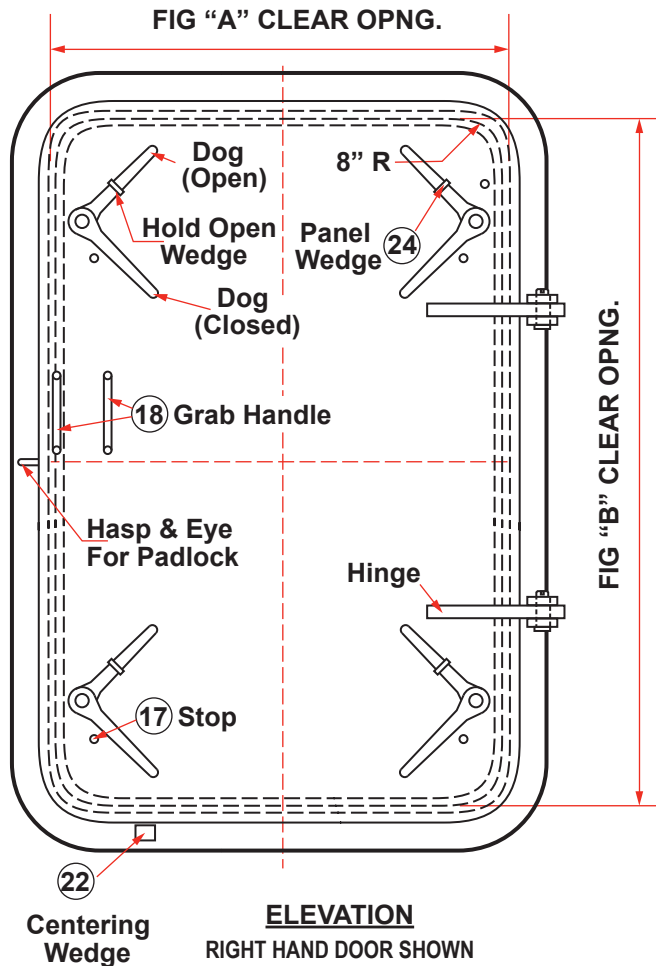 FIG “A” CLEAR OPNG.
Dog
(Open)
8” R
Hold Open
Wedge
Panel
Wedge
24
Dog
(Closed)
FIG “B” CLEAR OPNG.
18 Grab Handle
Hasp & Eye
For Padlock
Hinge
17 Stop
22
Centering
Wedge
ELEVATION
RIGHT HAND DOOR SHOWN